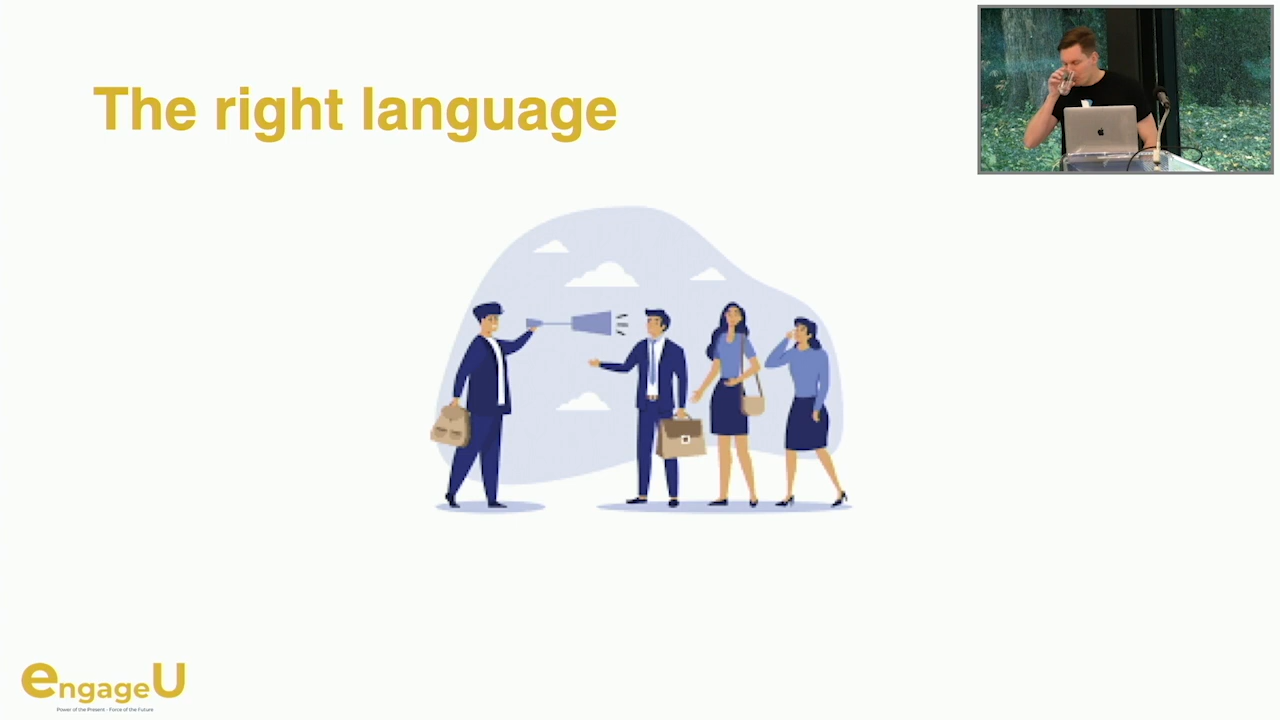 The right language
engageU
Power of the Present - Force of the Future